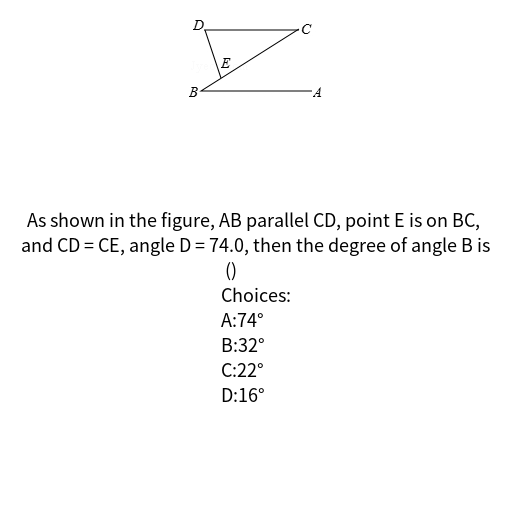 D
C
E
B
A
As shown in the figure, AB parallel CD, point E is on BC,
and CD = CE, angle D = 74.0, then the degree of angle B is
()
Choices:
A:74°
B:32°
C:22°
D:16°